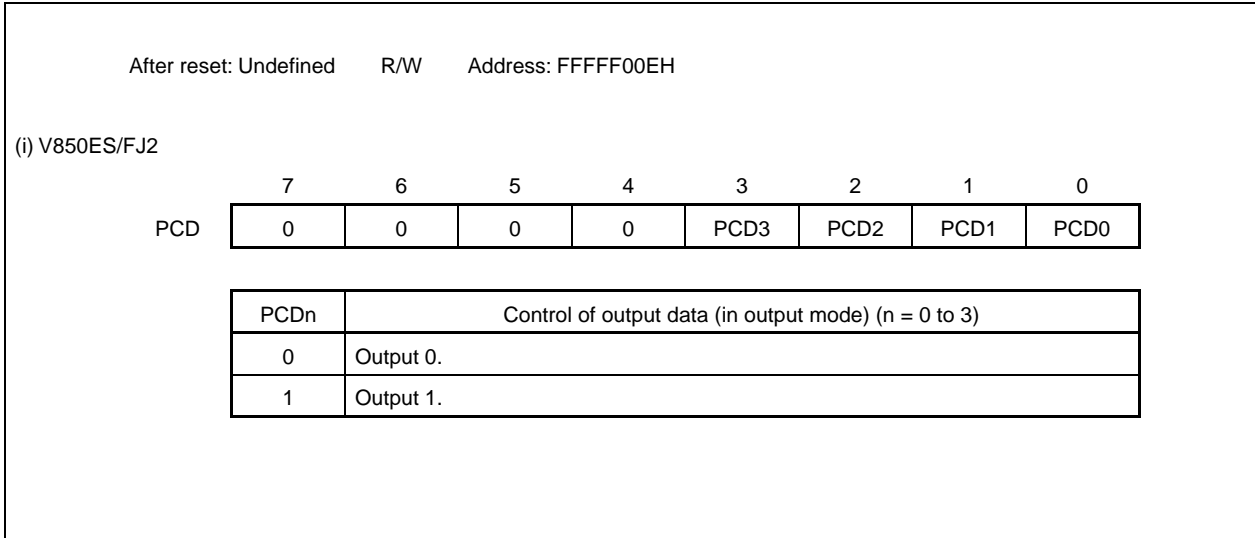 After reset: Undefined R/W Address: FFFFF00EH
(i) V850ES/FJ2
7 6 5 4 3 2 1 0
PCD 0 0 0 0 PCD3 PCD2 PCD1 PCD0
PCDn Control of output data (in output mode) (n = 0 to 3)
0 Output 0.
1 Output 1.